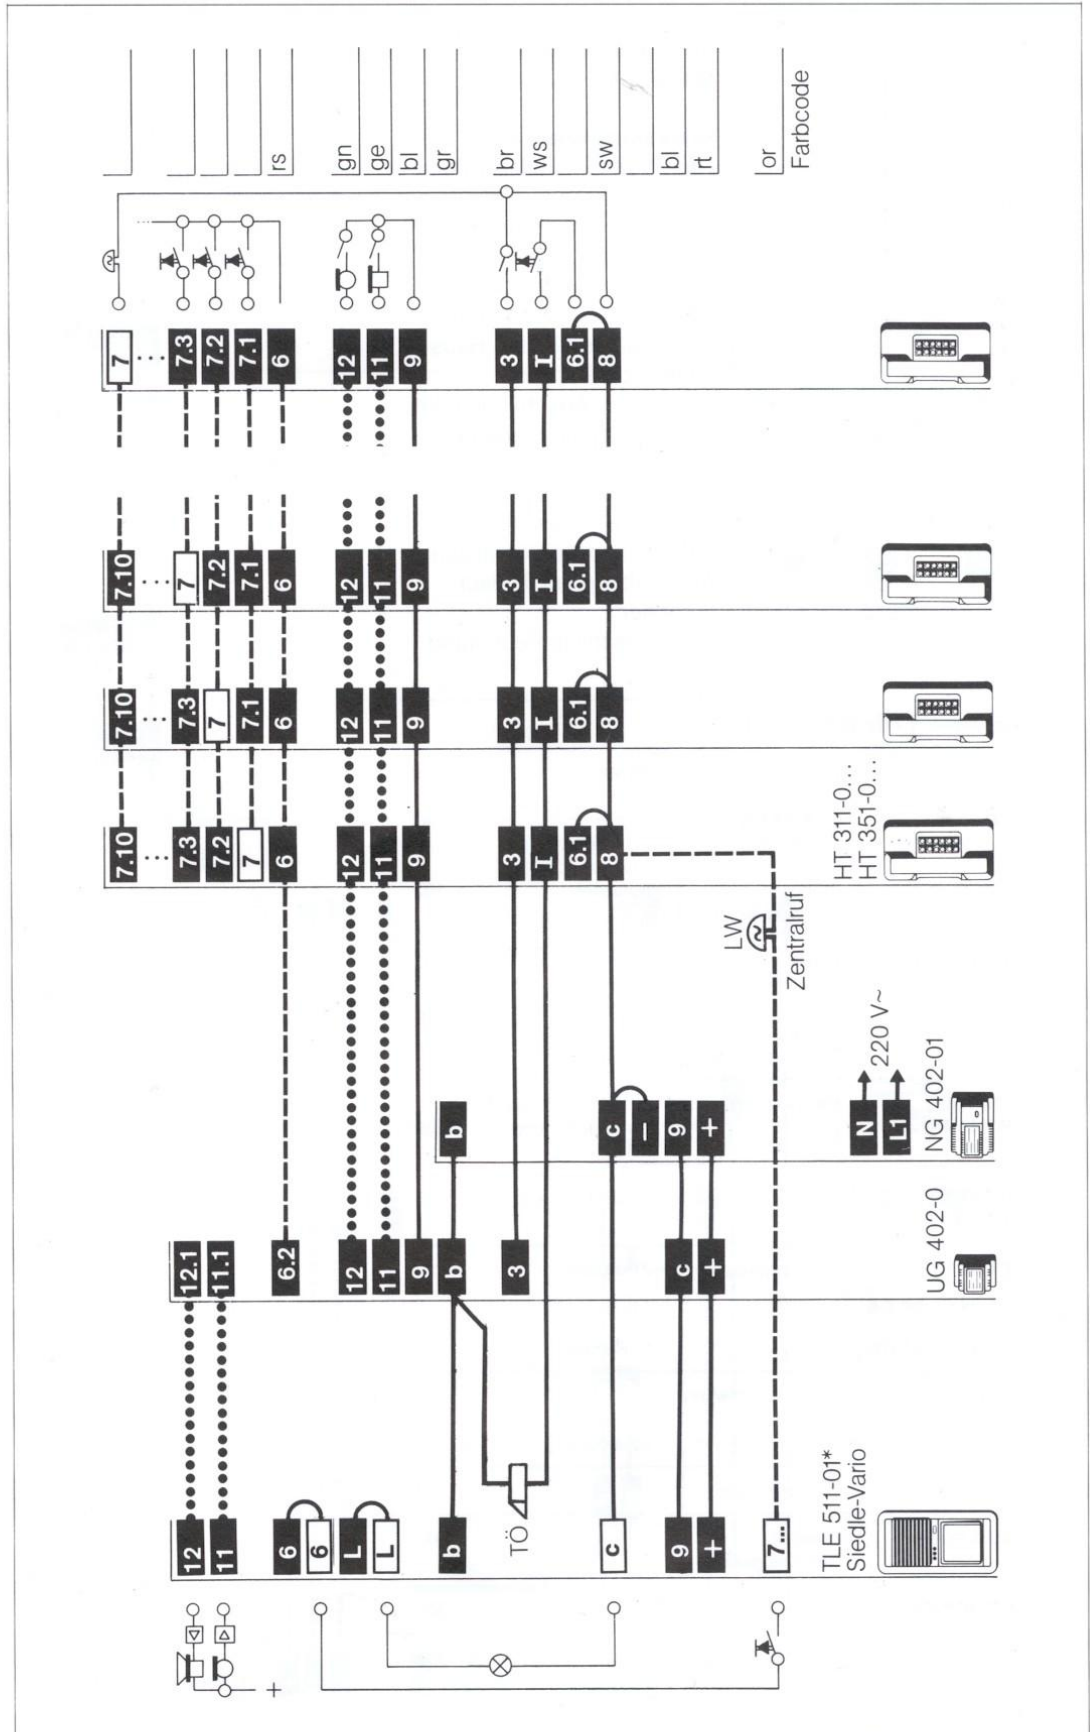 +
12
11
6
6
L
L
b
TÖ
c
9
+
7...
TLE 511-01*
Siedle-Vario
12.1
11.1
6.2
12
11
9
b
3
c
+
UG 402-0
b
c
–
9
+
N
L1
220 V~
NG 402-01
LW
Zentralruf
7.10
...
7.3
7.2
7
6
12
11
9
3
I
6.1
8
HT 311-0...
HT 351-0...
7.10
...
7.3
7
7.1
6
12
11
9
3
I
6.1
8
7.10
...
7
7.2
7.1
6
12
11
9
3
I
6.1
8
7
...
7.3
7.2
7.1
6
12
11
9
3
I
6.1
8
rs
gn
ge
bl
gr
br
ws
sw
bl
rt
or
Farbcode